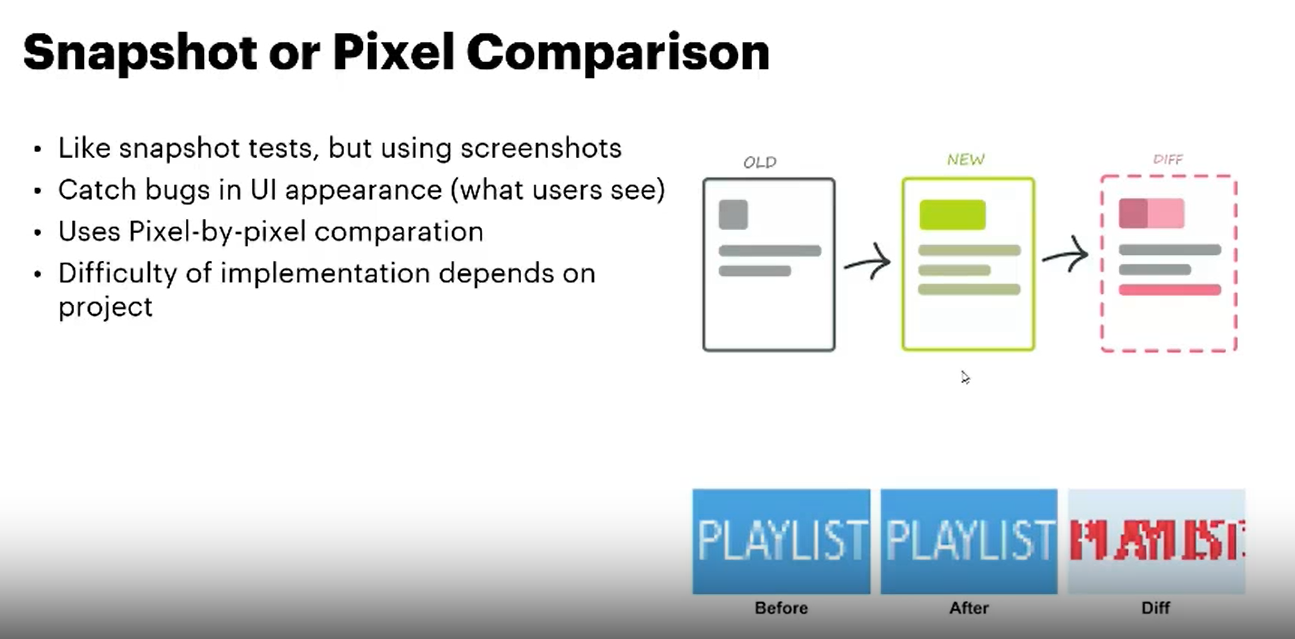 Snapshot or Pixel Comparison
• Like snapshot tests, but using screenshots
• Catch bugs in UI appearance (what users see)
• Uses Pixel-by-pixel comparation
• Difficulty of implementation depends on
project
OLD
NEW
DIFF
PLAYLIST
PLAYLIST
PLAYLIST
Before
After
Diff